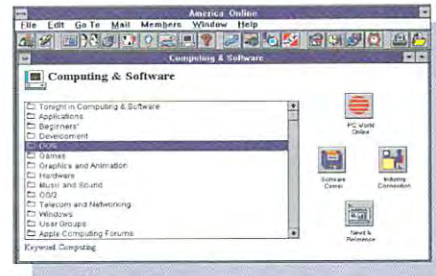 America Online
File Edit Go To Mail Members Window Help
Computing & Software
Computing & Software
Tonight in Computing & Software
Applications
Beginners'
Development
DOS
Games
Graphics and Animation
Hardware
Music and Sound
OS/2
Telecom and Networking
Windows
User Groups
Apple Computing Forums
PC World
Online
Software
Center
Industry
Connection
News &
Reference
Keyword: Computing